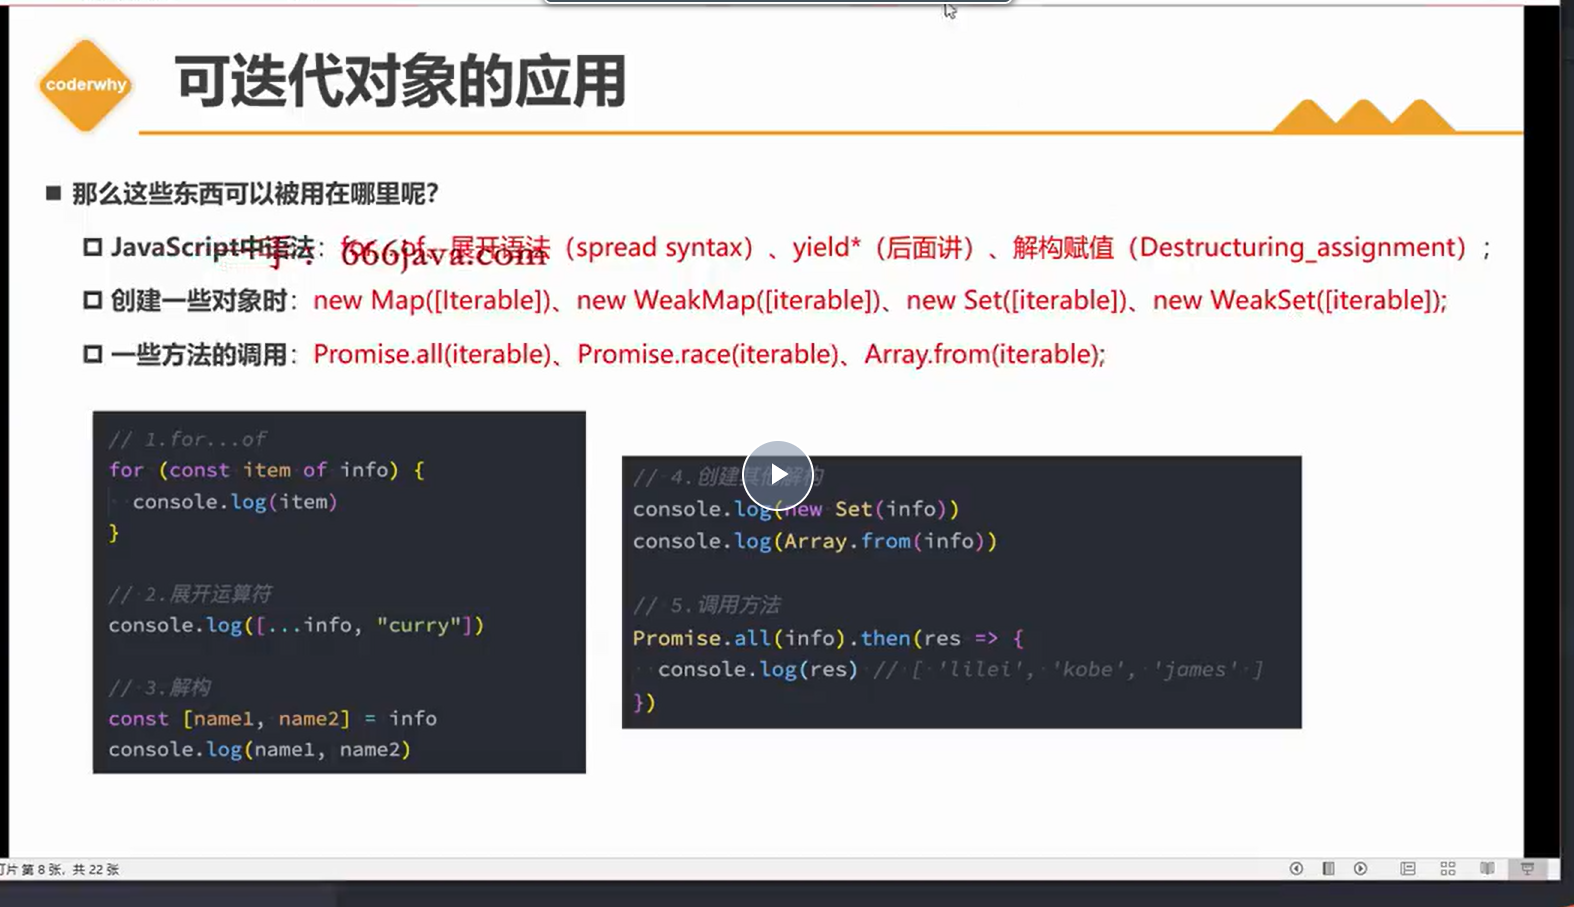 coderwhy
可迭代对象的应用
那么这些东西可以被用在哪里呢？
JavaScript中语法：for...of、展开语法（spread syntax）、yield*（后面讲）、解构赋值（Destructuring_assignment）;
666java.com
创建一些对象时：new Map([Iterable])、new WeakMap([iterable])、new Set([iterable])、new WeakSet([iterable]);
一些方法的调用：Promise.all(iterable)、Promise.race(iterable)、Array.from(iterable);
// 1.for...of
for (const item of info) {
console.log(item)
}
// 2.展开运算符
console.log([...info, "curry"])
// 3.解构
const [name1, name2] = info
console.log(name1, name2)
// 4.创建其他解构
console.log(new Set(info))
console.log(Array.from(info))
// 5.调用方法
Promise.all(info).then(res => {
console.log(res) // [ 'lilei', 'kobe', 'james' ]
})
灯片 第 8 张，共 22 张